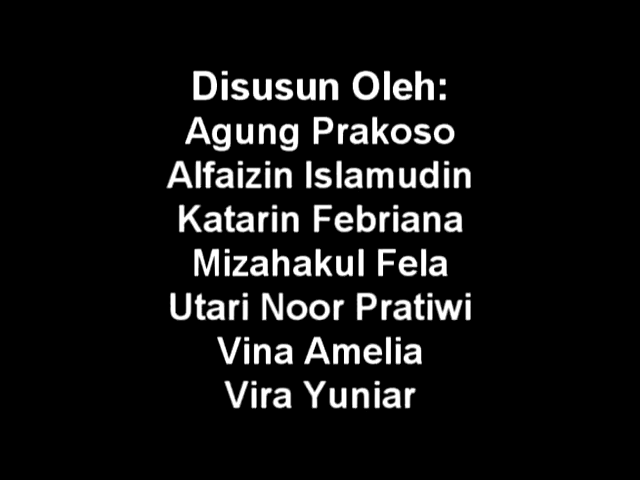 Disusun Oleh:
Agung Prakoso
Alfaizin Islamudin
Katarin Febriana
Mizahakul Fela
Utari Noor Pratiwi
Vina Amelia
Vira Yuniar